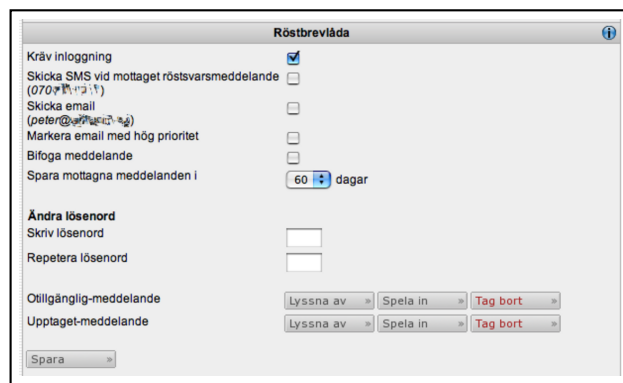 Röstbrevlåda
Kräv inloggning
Skicka SMS vid mottaget röstsvarsmeddelande
(070
Skicka email
(peter@
Markera email med hög prioritet
Bifoga meddelande
Spara mottagna meddelanden i 60 dagar
Ändra lösenord
Skriv lösenord
Repetera lösenord
Otillgänglig-meddelande Lyssna av » Spela in » Tag bort »
Upptaget-meddelande Lyssna av » Spela in » Tag bort »
Spara »